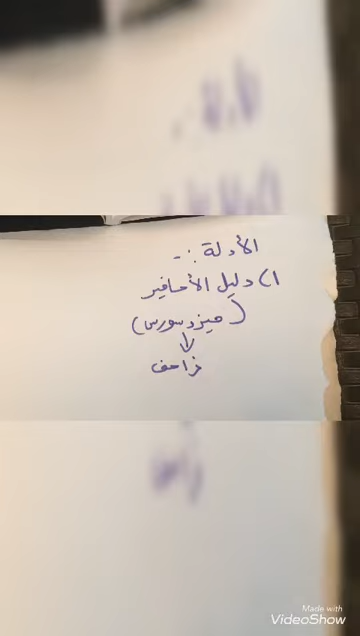 الأدلة :-
١) دليل الأحافير
(ميزوسورس)
زاحف
Made with
VideoShow